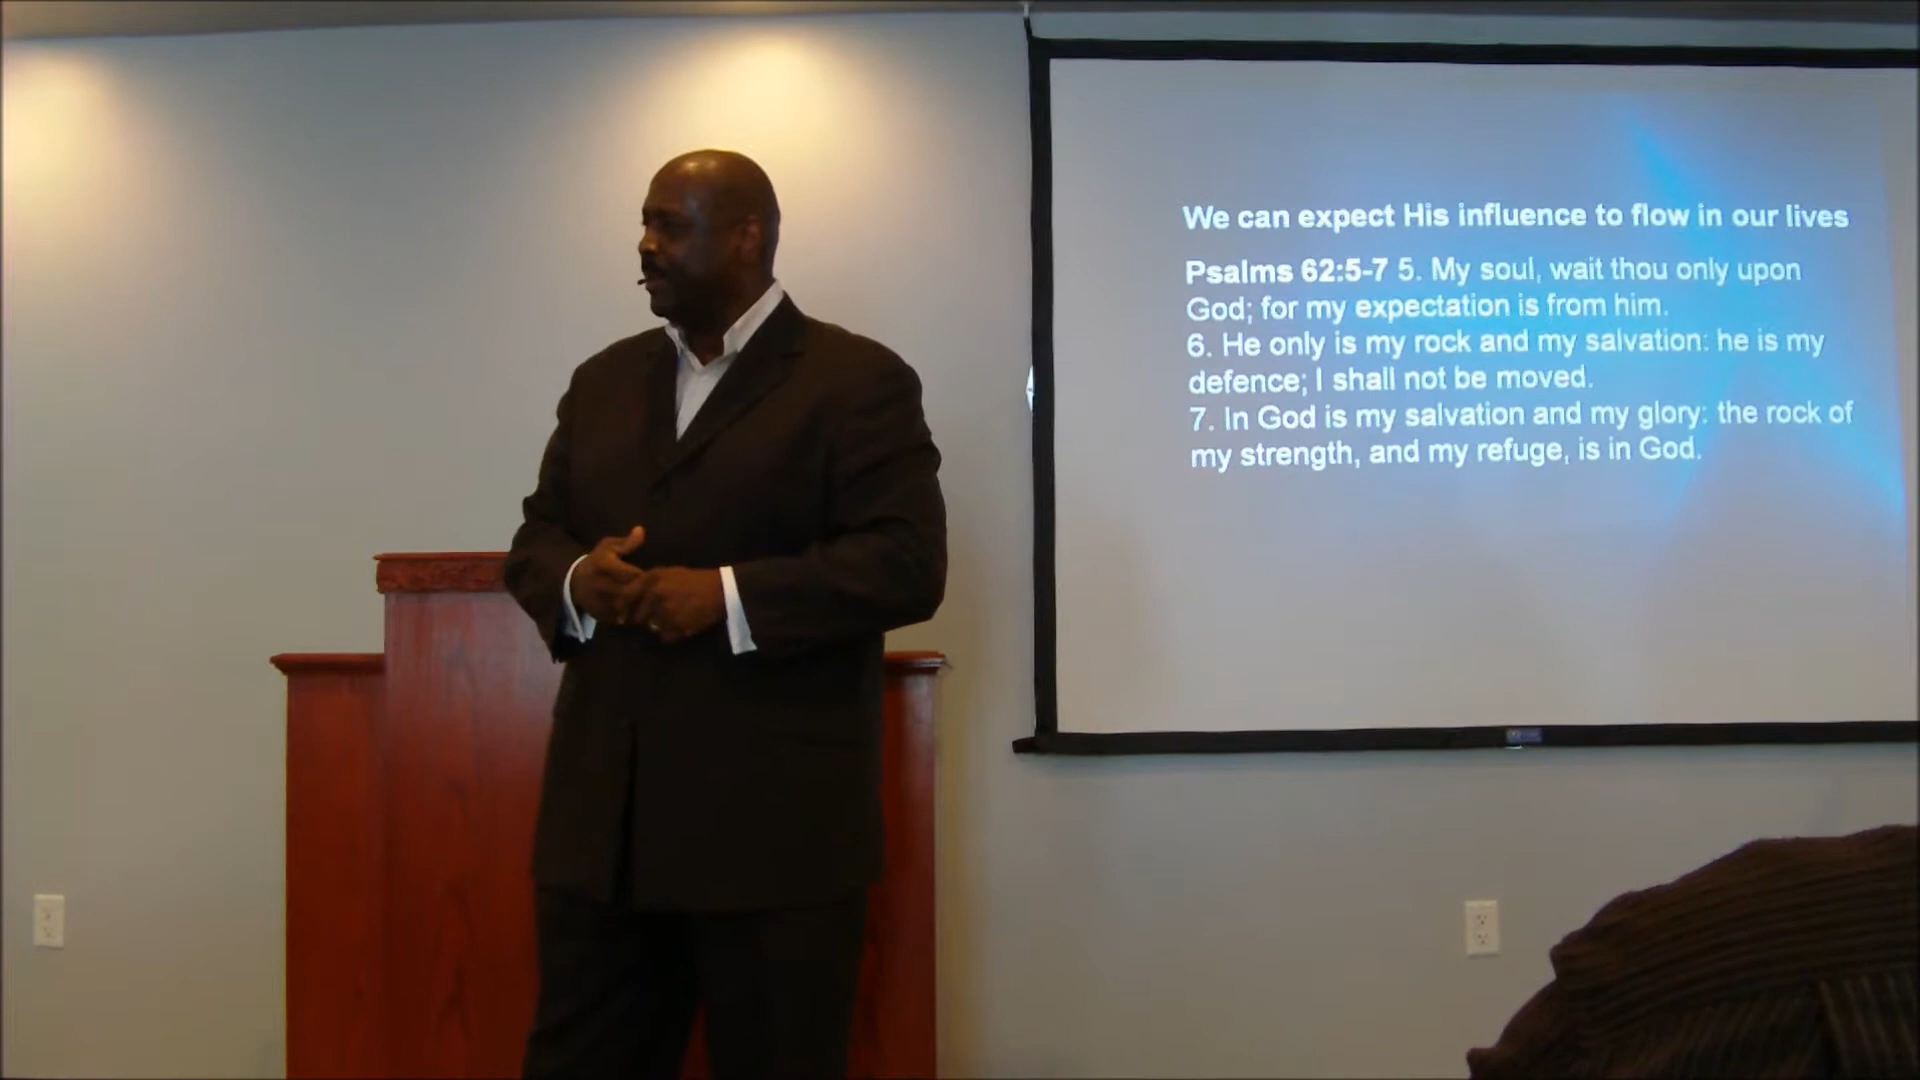 We can expect His influence to flow in our lives
Psalms 62:5-7 5. My soul, wait thou only upon
God; for my expectation is from him.
6. He only is my rock and my salvation: he is my
defence; I shall not be moved.
7. In God is my salvation and my glory: the rock of
my strength, and my refuge, is in God.